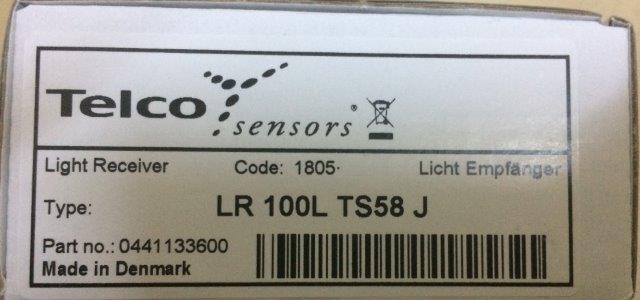 Telco
sensors®
Light Receiver Code: 1805· Licht Empfänger
Type: LR 100L TS58 J
Part no.: 0441133600
Made in Denmark